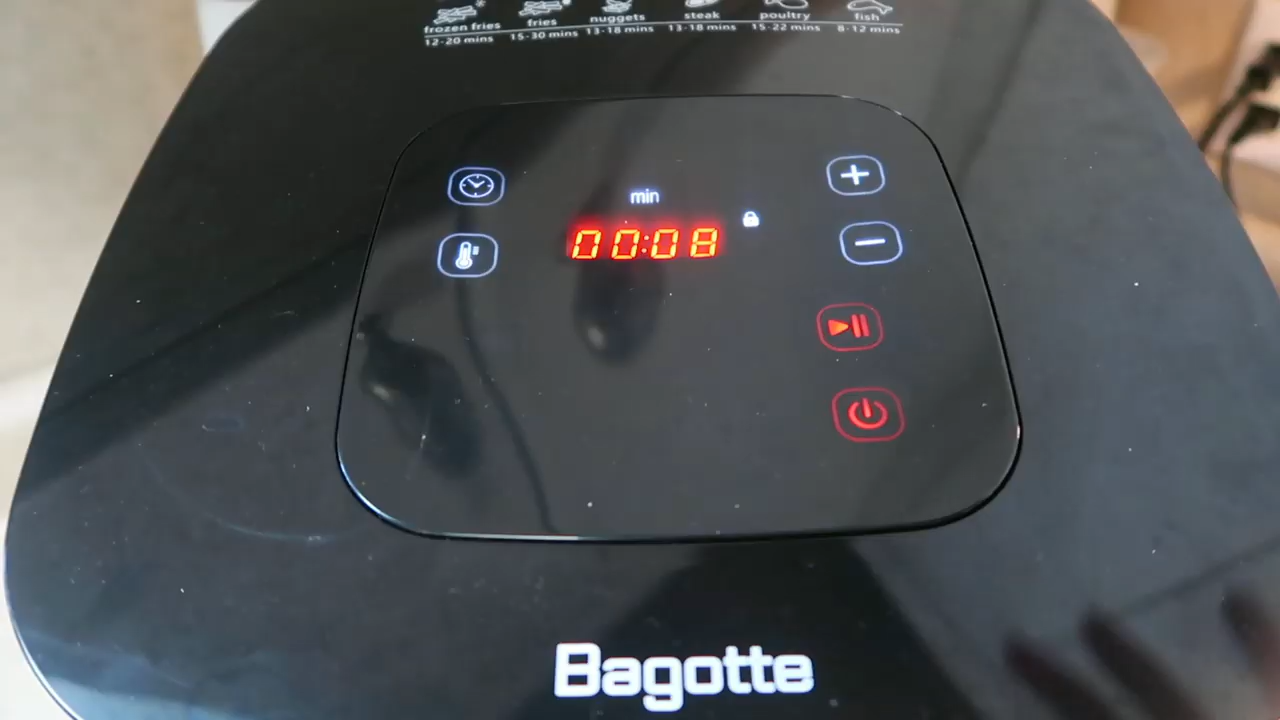 frozen fries fries nuggets steak poultry fish
12-20 mins 15-30 mins 13-18 mins 13-18 mins 15-22 mins 8-12 mins
min
00:08
Bagotte